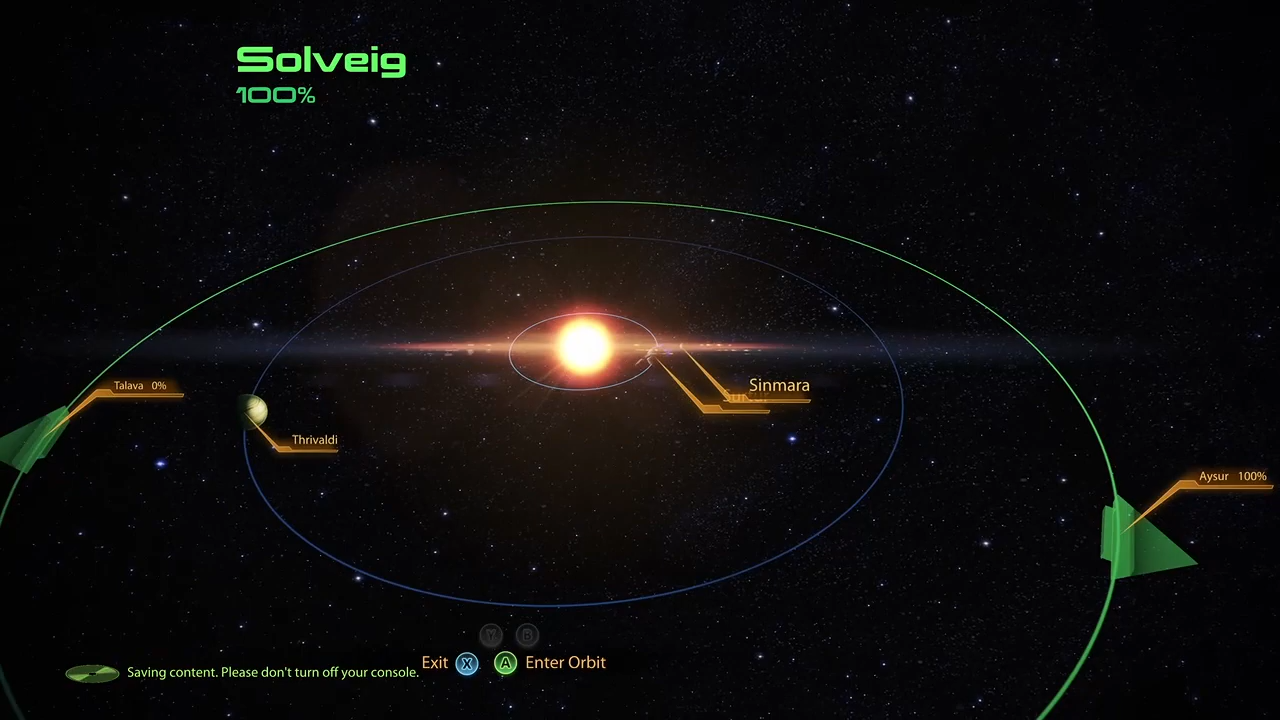 Solveig
100%
Talava 0%
Sinmara
Thrivaldi
Aysur 100%
Y B
Exit X A Enter Orbit
Saving content. Please don't turn off your console.